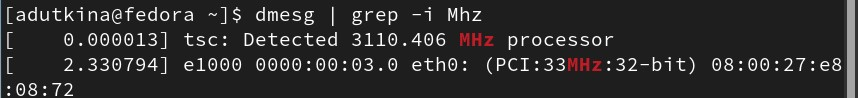 [adutkina@fedora ~]$ dmesg | grep -i Mhz
[    0.000013] tsc: Detected 3110.406 MHz processor
[    2.330794] e1000 0000:00:03.0 eth0: (PCI:33MHz:32-bit) 08:00:27:e8
:08:72